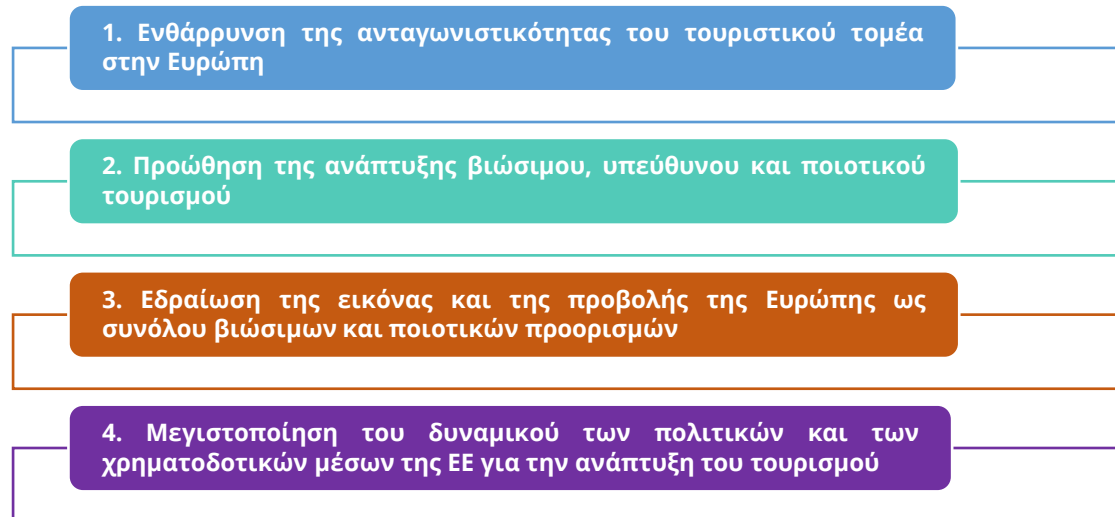 1. Ενθάρρυνση της ανταγωνιστικότητας του τουριστικού τομέα
στην Ευρώπη
2. Προώθηση της ανάπτυξης βιώσιμου, υπεύθυνου και ποιοτικού
τουρισμού
3. Εδραίωση της εικόνας και της προβολής της Ευρώπης ως
συνόλου βιώσιμων και ποιοτικών προορισμών
4. Μεγιστοποίηση του δυναμικού των πολιτικών και των
χρηματοδοτικών μέσων της ΕΕ για την ανάπτυξη του τουρισμού